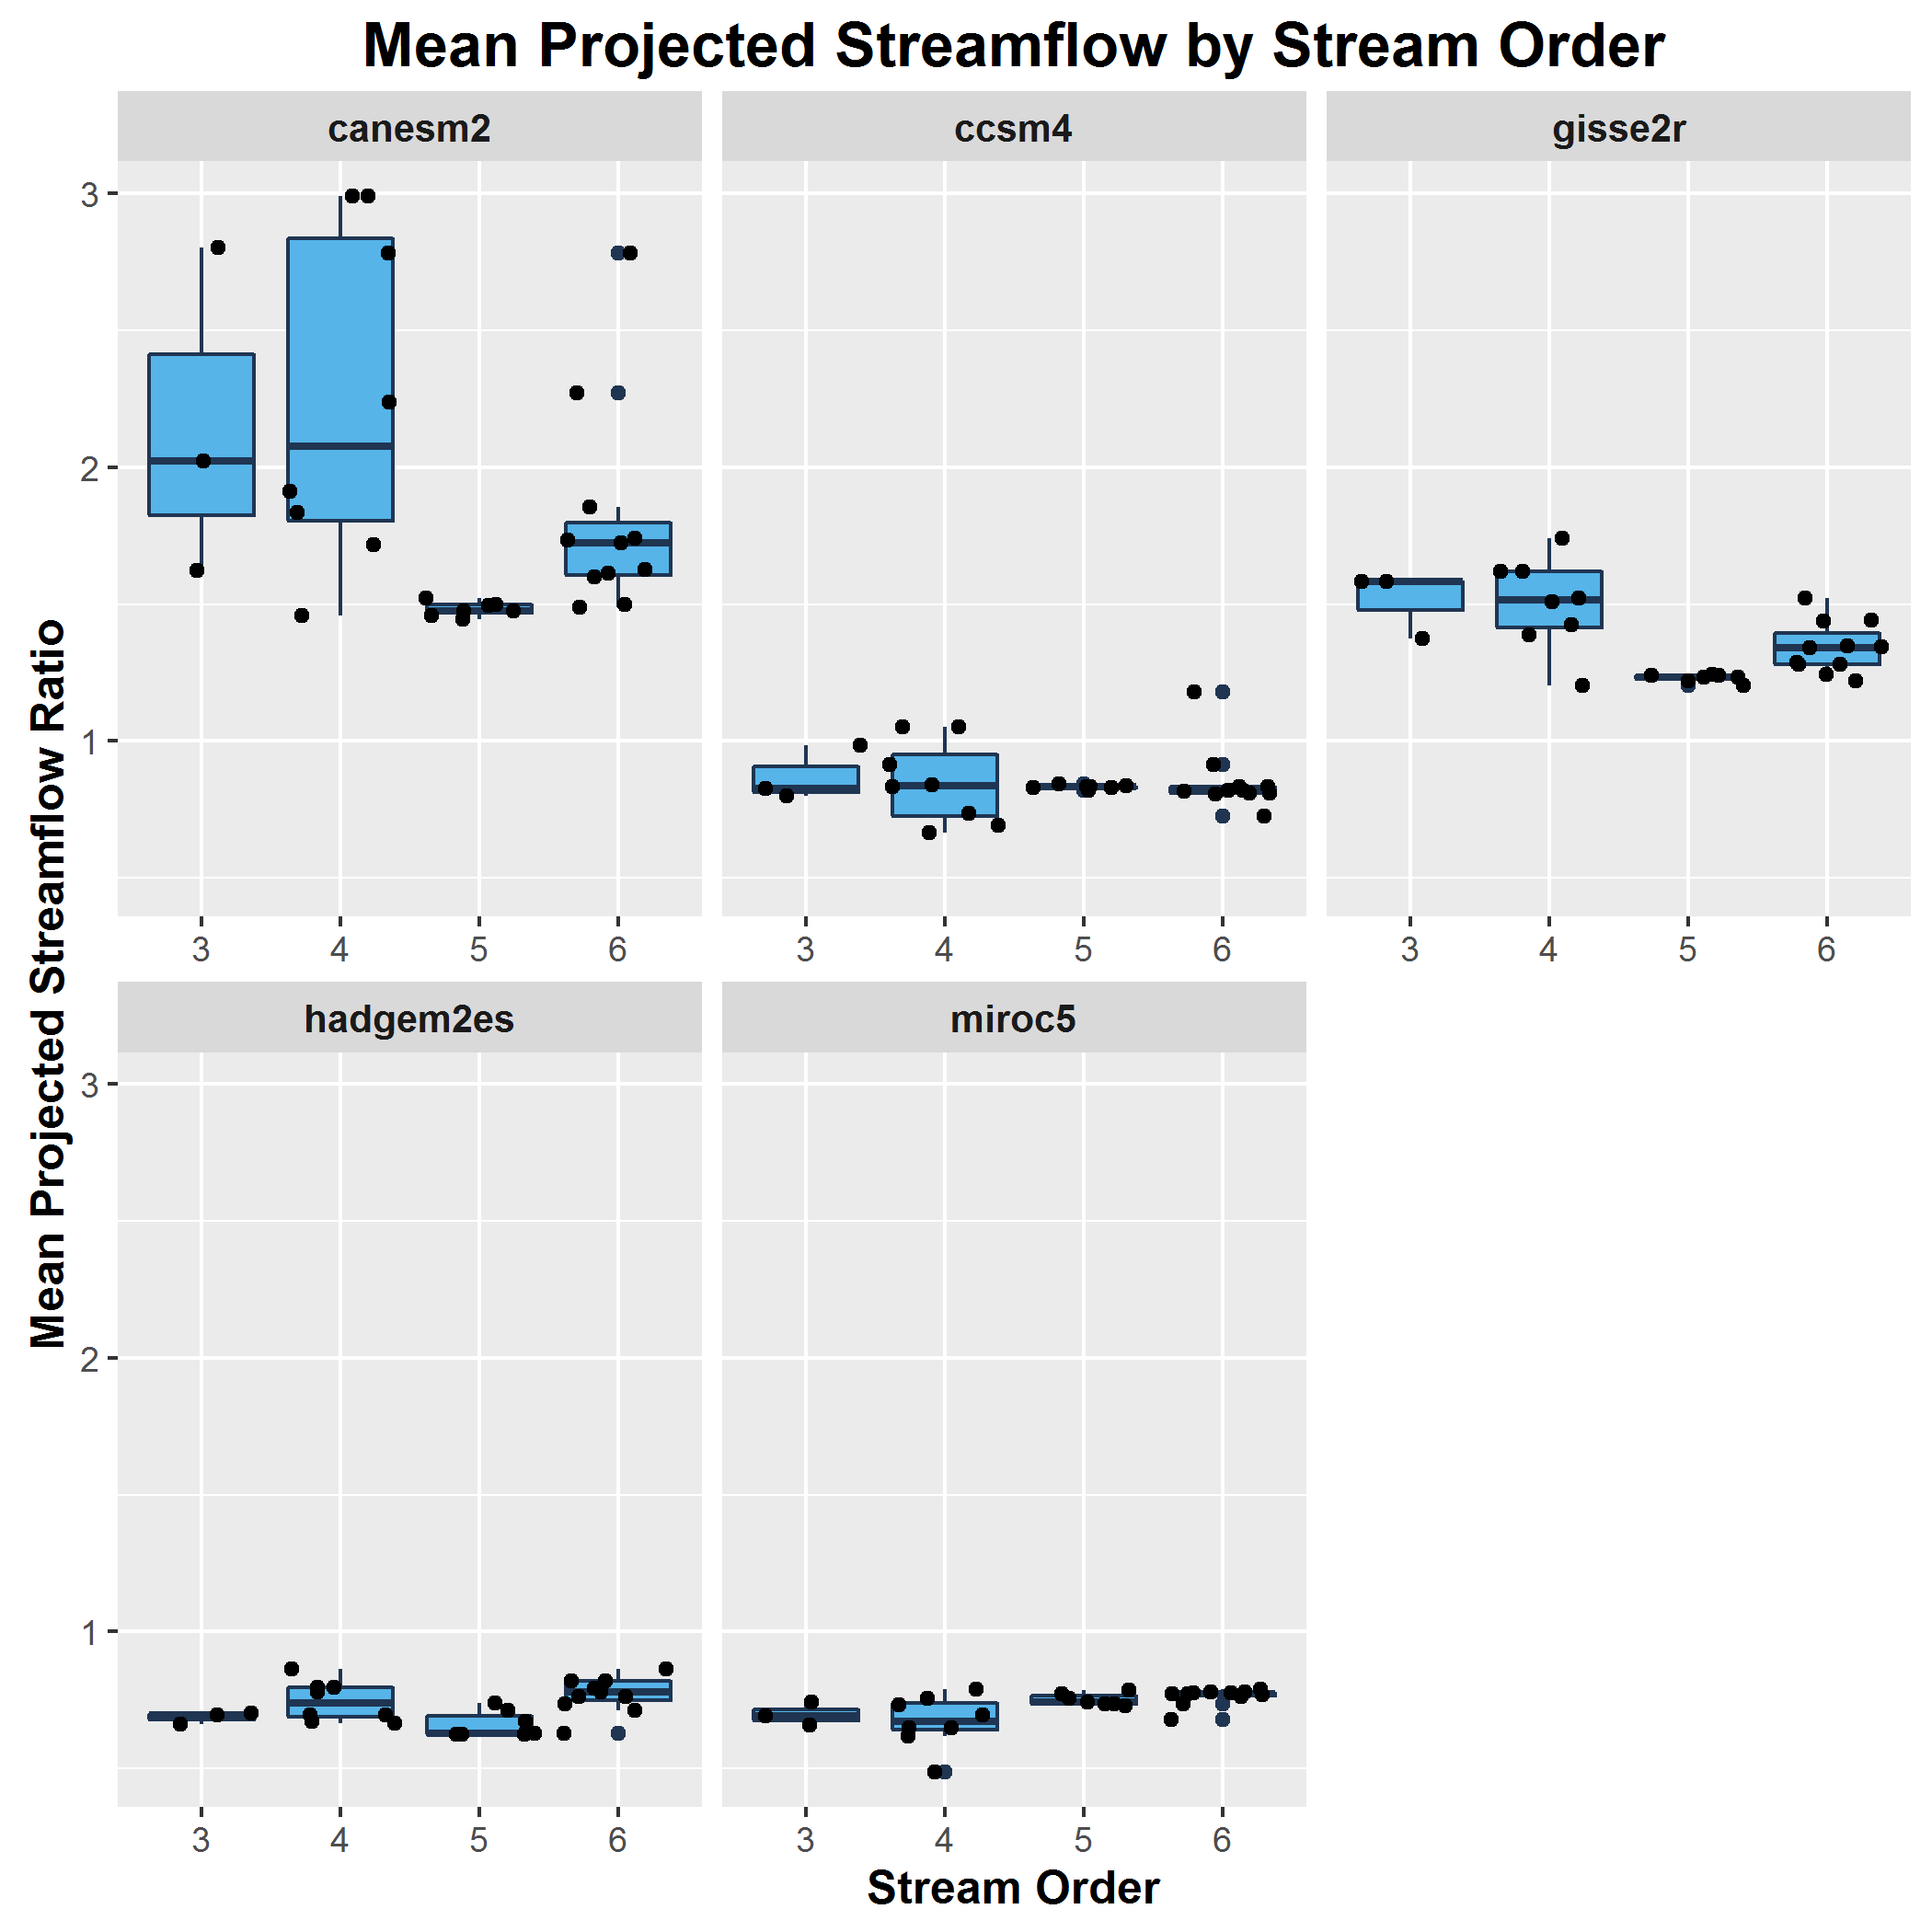 Mean Projected Streamflow by Stream Order
canesm2
ccsm4
gisse2r
3
2
1
3 4 5 6
3 4 5 6
3 4 5 6
Mean Projected Streamflow Ratio
hadgem2es
miroc5
3
2
1
3 4 5 6
3 4 5 6
Stream Order